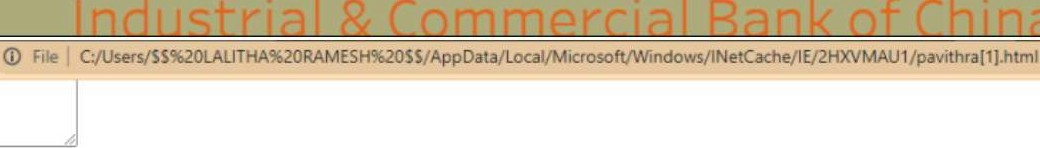 Industrial & Commercial Bank of China
File C:/Users/$$%20LALITHA%20RAMESH%20$$/AppData/Local/Microsoft/Windows/INetCache/IE/2HXVMAU1/pavithra[1].html